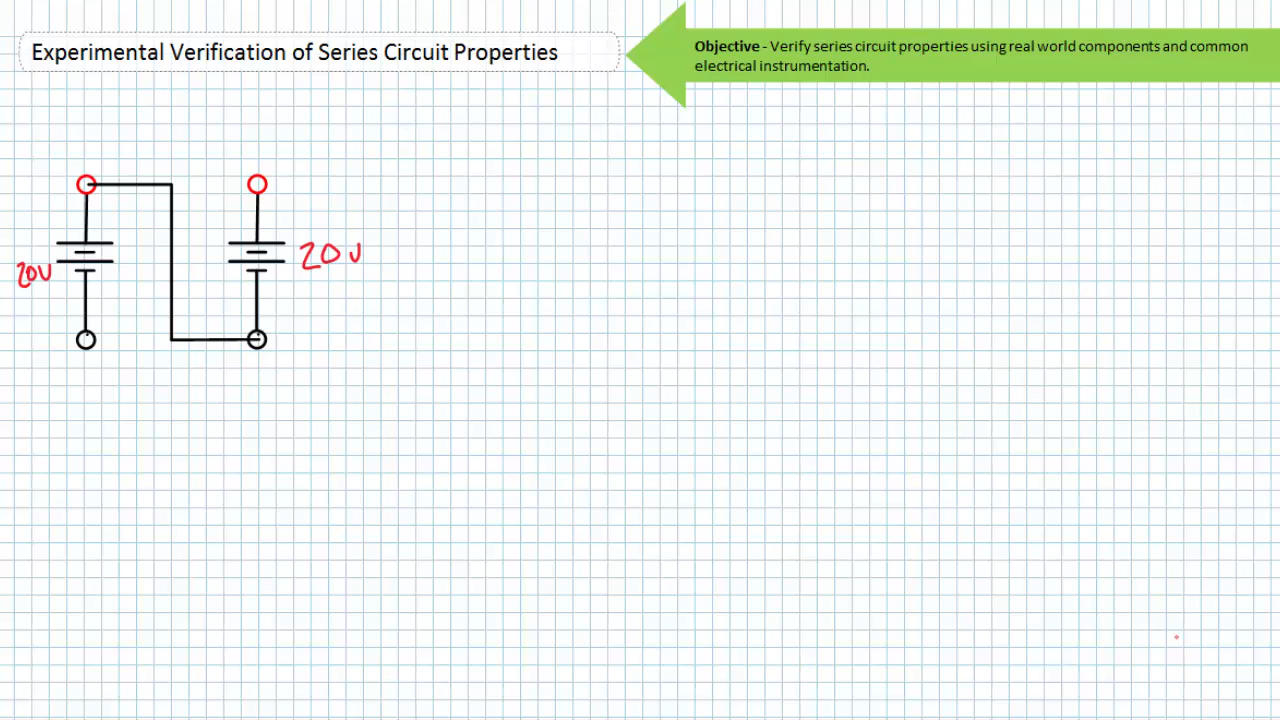 Experimental Verification of Series Circuit Properties
Objective - Verify series circuit properties using real world components and common
electrical instrumentation.
20V
20V